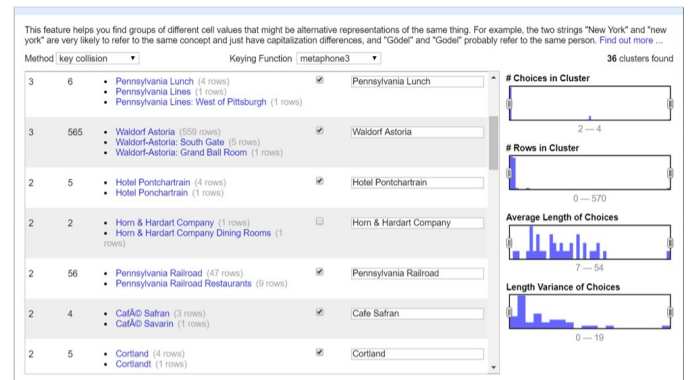 This feature helps you find groups of different cell values that might be alternative representations of the same thing. For example, the two strings "New York" and "new
york" are very likely to refer to the same concept and just have capitalization differences, and "Gödel" and "Godel" probably refer to the same person. Find out more ...
Method key collision Keying Function metaphone3 36 clusters found
3 6 • Pennsylvania Lunch (4 rows) Pennsylvania Lunch
• Pennsylvania Lines (1 rows)
• Pennsylvania Lines: West of Pittsburgh (1 rows)
3 565 • Waldorf Astoria (559 rows) Waldorf Astoria
• Waldorf-Astoria: South Gate (5 rows)
• Waldorf-Astoria: Grand Ball Room (1 rows)
2 5 • Hotel Pontchartrain (4 rows) Hotel Pontchartrain
• Hotel Ponchartrain (1 rows)
2 2 • Horn & Hardart Company (1 rows) Horn & Hardart Company
• Horn & Hardart Company Dining Rooms (1
rows)
2 56 • Pennsylvania Railroad (47 rows) Pennsylvania Railroad
• Pennsylvania Railroad Restaurants (9 rows)
2 4 • CafÃ© Safran (3 rows) Cafe Safran
• CafÃ© Savarin (1 rows)
2 5 • Cortland (4 rows) Cortland
• Cortlandt (1 rows)
# Choices in Cluster
2 — 4
# Rows in Cluster
0 — 570
Average Length of Choices
7 — 54
Length Variance of Choices
0 — 19